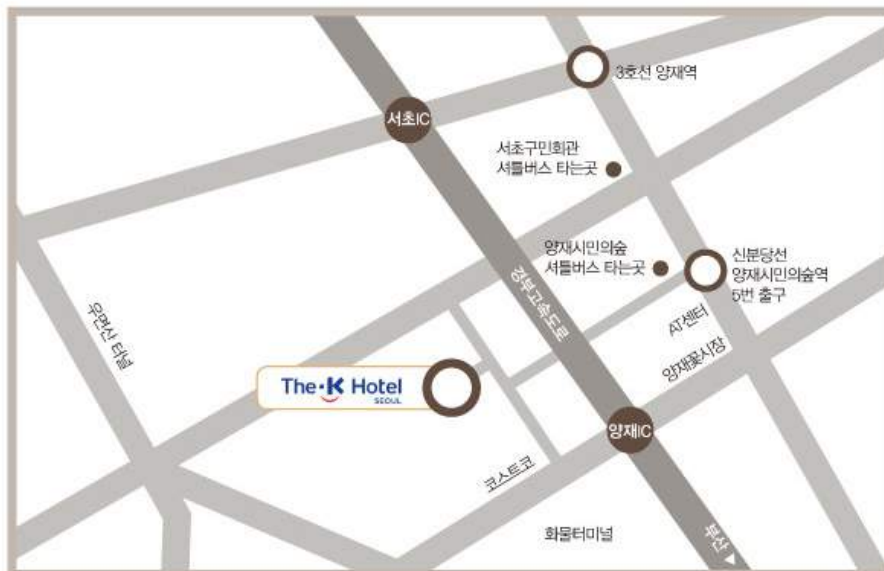 3호선 양재역
서초IC
서초구민회관
셔틀버스 타는곳
양재시민의숲
셔틀버스 타는곳
신분당선
양재시민의숲역
5번 출구
경부고속도로
우면산 터널
AT센터
양재꽃시장
The·K Hotel
SEOUL
양재IC
코스트코
화물터미널
부산 ▶